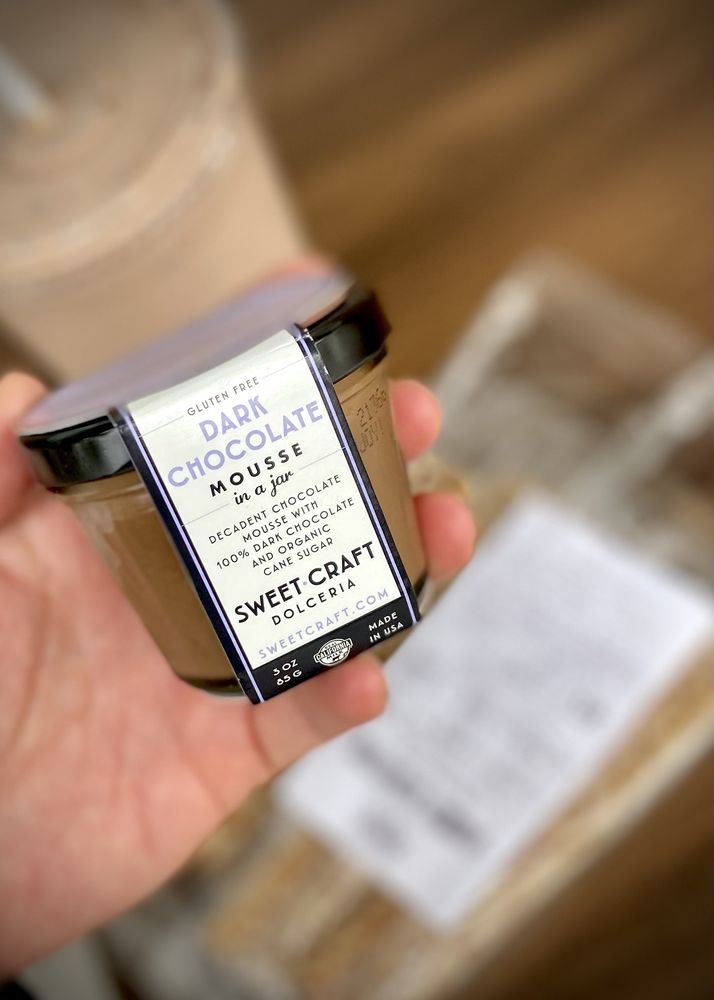 GLUTEN FREE
DARK
CHOCOLATE
MOUSSE
in a jar
DECADENT CHOCOLATE
MOUSSE WITH
100% DARK CHOCOLATE
AND ORGANIC
CANE SUGAR
SWEET·CRAFT
DOLCERIA
SWEETCRAFT.COM
3 OZ
85 G
CALIFORNIA
MADE
IN USA